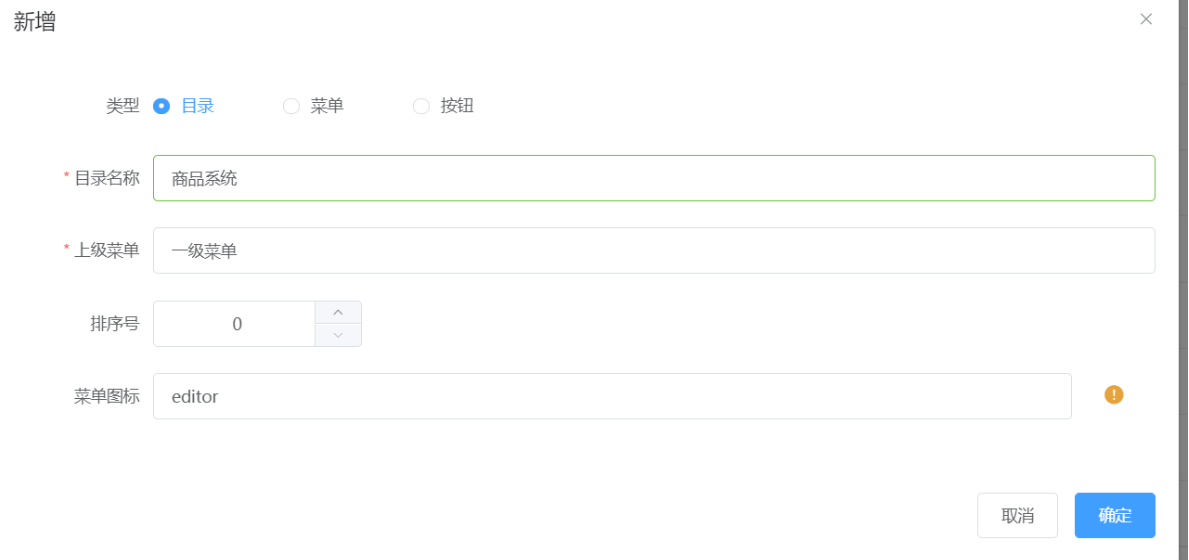 新增
类型 目录 菜单 按钮
* 目录名称 商品系统
* 上级菜单 一级菜单
排序号 0
菜单图标 editor
取消 确定